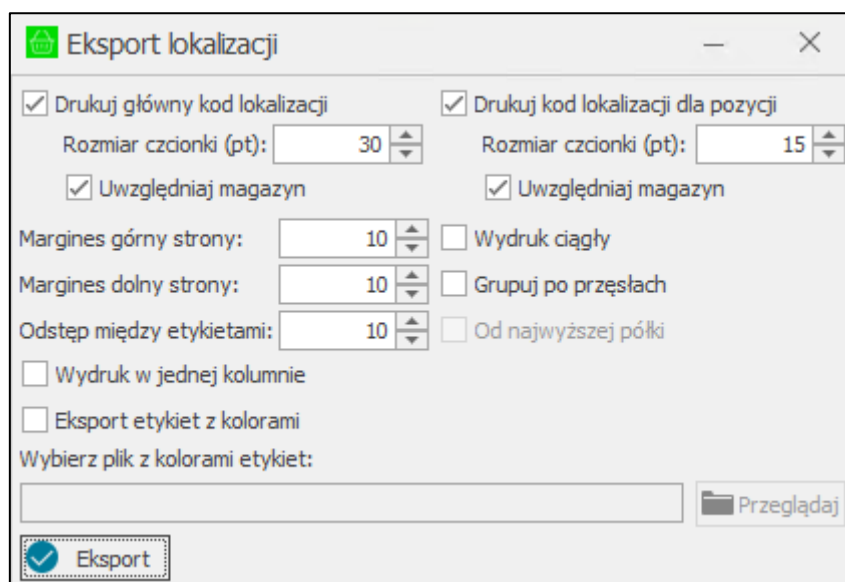 Eksport lokalizacji
Drukuj główny kod lokalizacji
Drukuj kod lokalizacji dla pozycji
Rozmiar czcionki (pt): 30
Rozmiar czcionki (pt): 15
Uwzględniaj magazyn
Uwzględniaj magazyn
Margines górny strony: 10
Wydruk ciągły
Margines dolny strony: 10
Grupuj po przęsłach
Odstęp między etykietami: 10
Od najwyższej półki
Wydruk w jednej kolumnie
Eksport etykiet z kolorami
Wybierz plik z kolorami etykiet:
Przeglądaj
Eksport